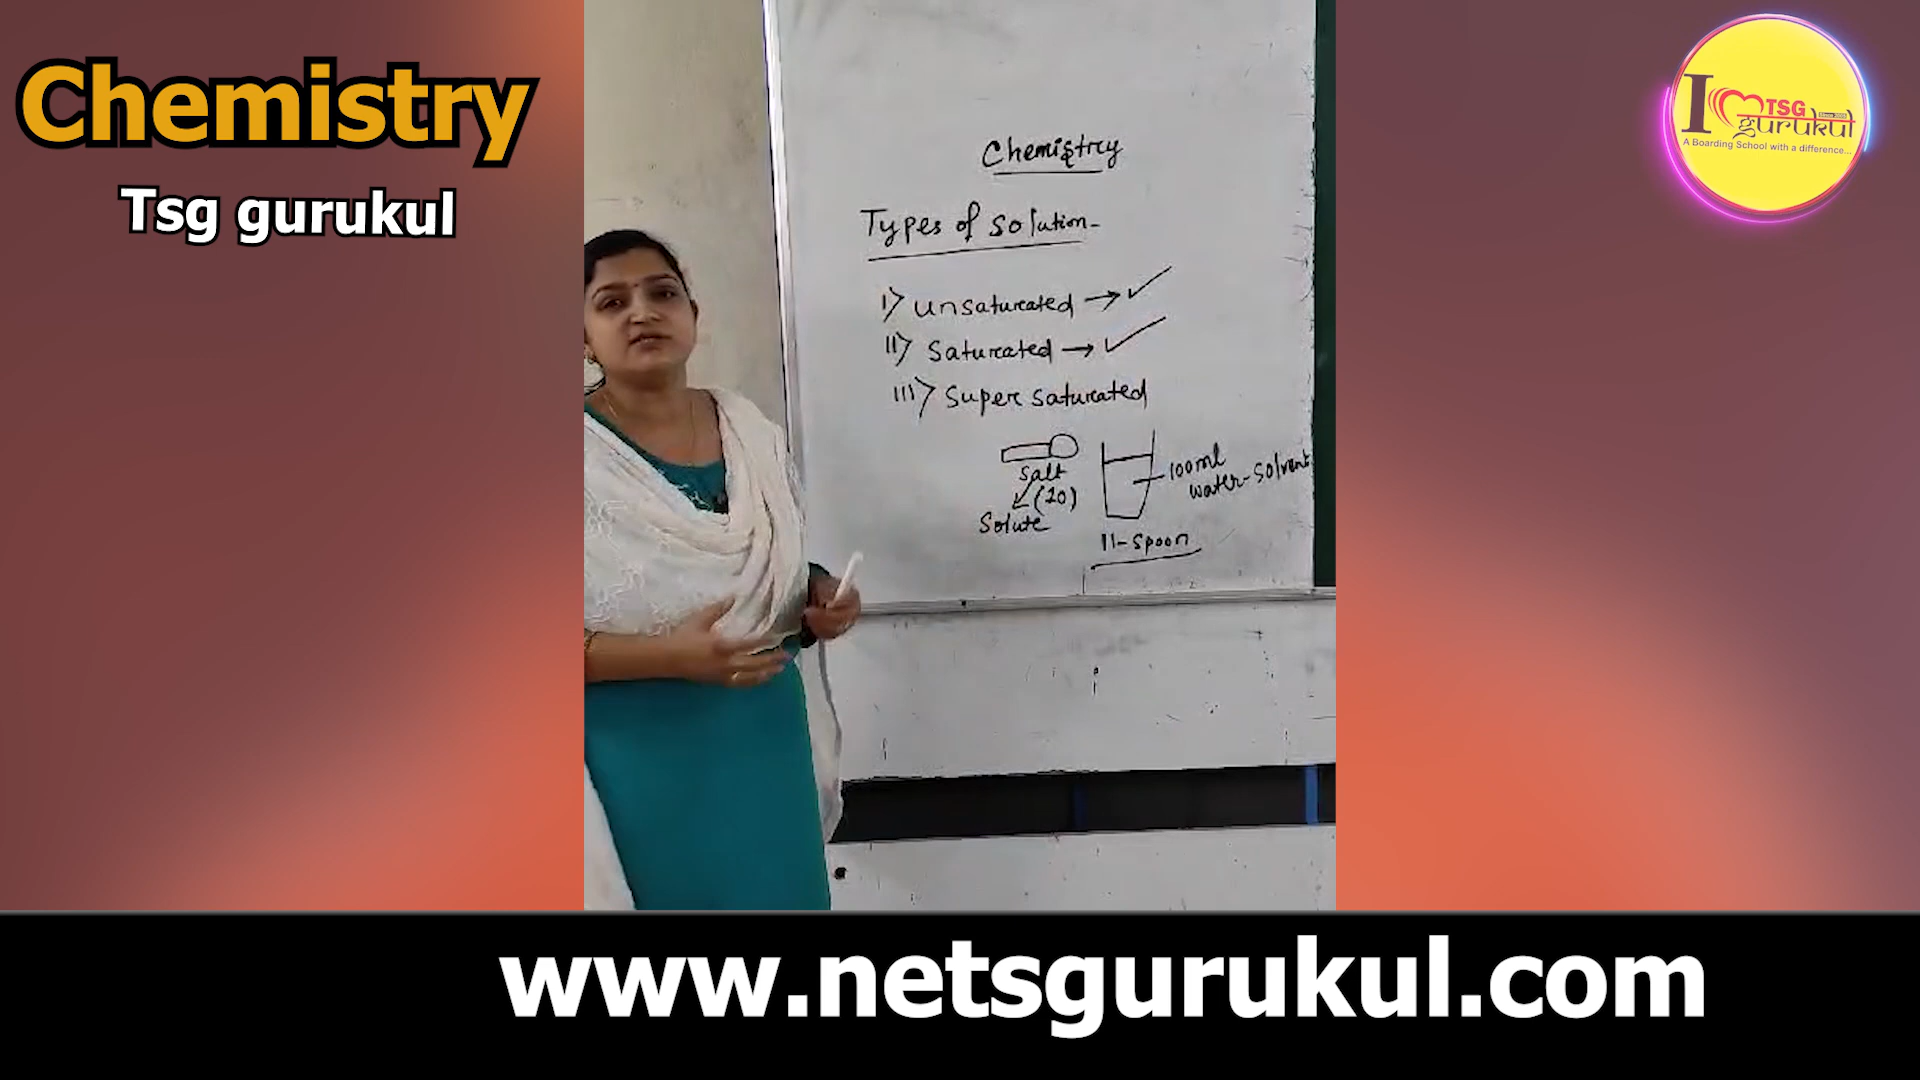 Chemistry
Tsg gurukul
I TSG
gurukul
A Boarding School with a difference...
Chemistry
Types of solution-
I) unsaturated → ✓
II) Saturated → ✓
III) Super saturated
Salt
(20)
Solute
100ml
water-Solvent
11-Spoon
www.netsgurukul.com